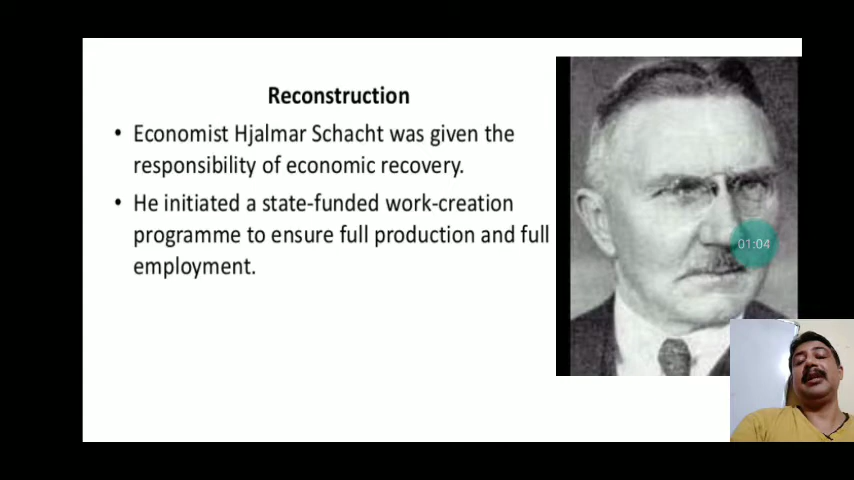 Reconstruction
• Economist Hjalmar Schacht was given the
responsibility of economic recovery.
• He initiated a state-funded work-creation
programme to ensure full production and full
employment.
01:04